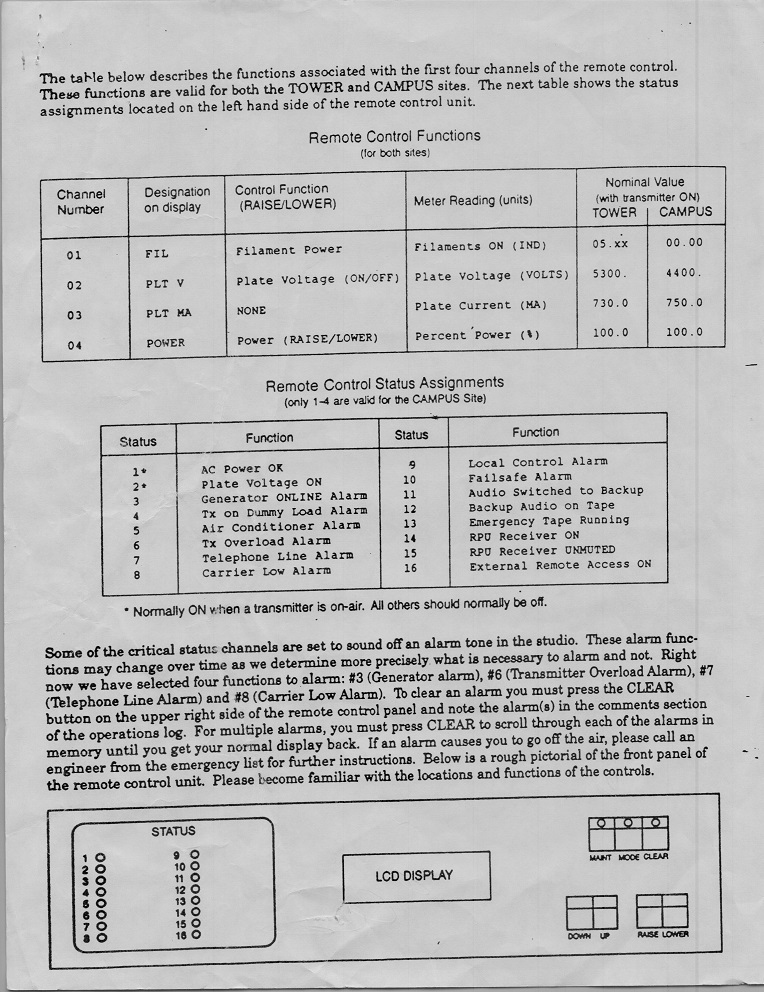 The table below describes the functions associated with the first four channels of the remote control.
These functions are valid for both the TOWER and CAMPUS sites. The next table shows the status
assignments located on the left hand side of the remote control unit.
Remote Control Functions
(for both sites)
Channel Number | Designation on display | Control Function (RAISE/LOWER) | Meter Reading (units) | Nominal Value (with transmitter ON) TOWER | CAMPUS
01 | FIL | Filament Power | Filaments ON (IND) | 05.xx | 00.00
02 | PLT V | Plate Voltage (ON/OFF) | Plate Voltage (VOLTS) | 5300. | 4400.
03 | PLT MA | NONE | Plate Current (MA) | 730.0 | 750.0
04 | POWER | Power (RAISE/LOWER) | Percent Power (%) | 100.0 | 100.0
Remote Control Status Assignments
(only 1-4 are valid for the CAMPUS Site)
Status | Function | Status | Function
1* | AC Power OK | 9 | Local Control Alarm
2* | Plate Voltage ON | 10 | Failsafe Alarm
3 | Generator ONLINE Alarm | 11 | Audio Switched to Backup
4 | Tx on Dummy Load Alarm | 12 | Backup Audio on Tape
5 | Air Conditioner Alarm | 13 | Emergency Tape Running
6 | Tx Overload Alarm | 14 | RPU Receiver ON
7 | Telephone Line Alarm | 15 | RPU Receiver UNMUTED
8 | Carrier Low Alarm | 16 | External Remote Access ON
* Normally ON when a transmitter is on-air. All others should normally be off.
Some of the critical status channels are set to sound off an alarm tone in the studio. These alarm func-
tions may change over time as we determine more precisely what is necessary to alarm and not. Right
now we have selected four functions to alarm: #3 (Generator alarm), #6 (Transmitter Overload Alarm), #7
(Telephone Line Alarm) and #8 (Carrier Low Alarm). To clear an alarm you must press the CLEAR
button on the upper right side of the remote control panel and note the alarm(s) in the comments section
of the operations log. For multiple alarms, you must press CLEAR to scroll through each of the alarms in
memory until you get your normal display back. If an alarm causes you to go off the air, please call an
engineer from the emergency list for further instructions. Below is a rough pictorial of the front panel of
the remote control unit. Please become familiar with the locations and functions of the controls.
STATUS
1 9
2 10
3 11
4 12
5 13
6 14
7 15
8 16
LCD DISPLAY
MAINT MODE CLEAR
DOWN UP RAISE LOWER